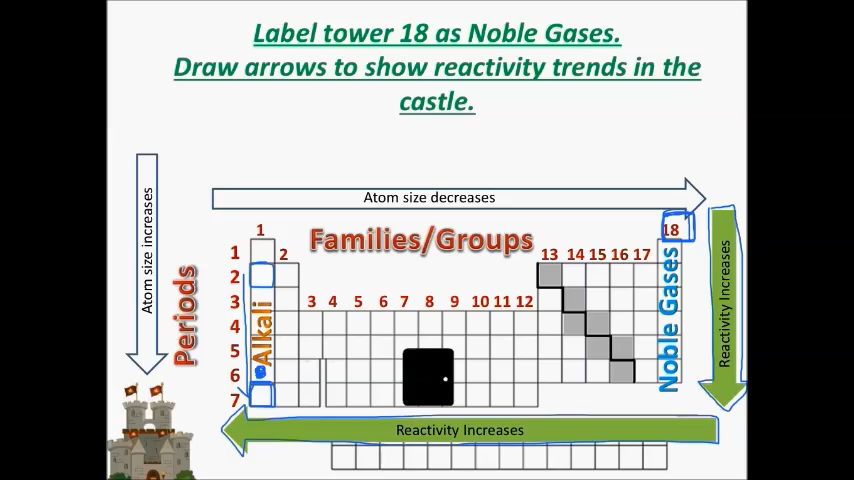 Label tower 18 as Noble Gases.
Draw arrows to show reactivity trends in the
castle.
Atom size increases
Atom size decreases
Periods
Families/Groups
1
2
3 4 5 6 7 8 9 10 11 12
13 14 15 16 17
18
1
2
3
4
5
6
7
Alkali
Noble Gases
Reactivity Increases
Reactivity Increases